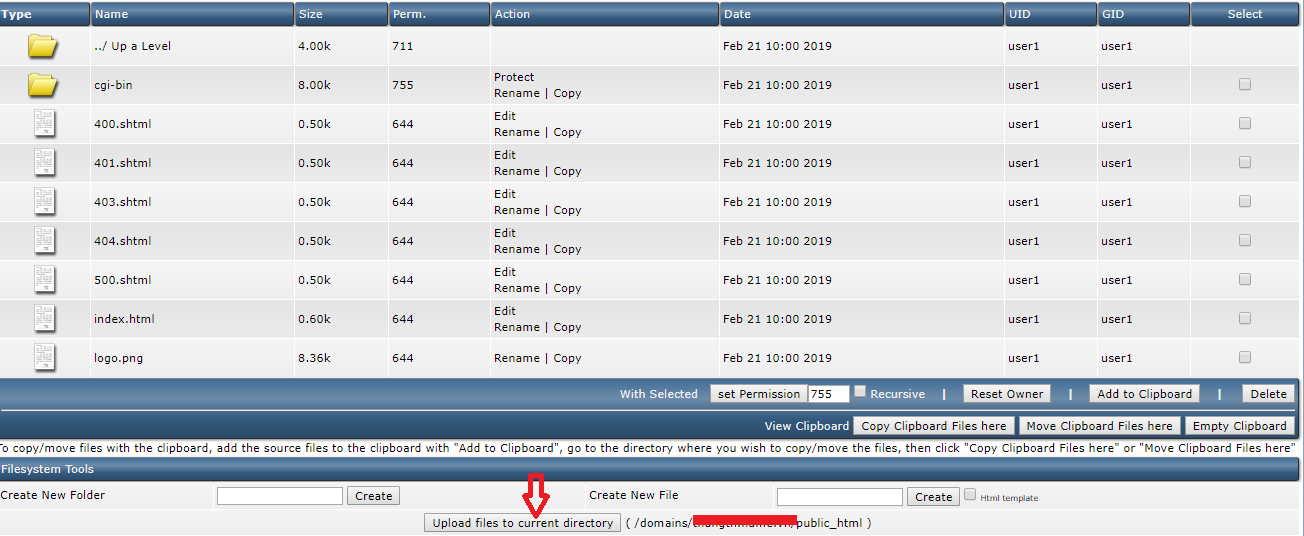 Type Name Size Perm. Action Date UID GID Select
../ Up a Level 4.00k 711 Feb 21 10:00 2019 user1 user1
cgi-bin 8.00k 755 Protect Feb 21 10:00 2019 user1 user1
Rename | Copy
400.shtml 0.50k 644 Edit Feb 21 10:00 2019 user1 user1
Rename | Copy
401.shtml 0.50k 644 Edit Feb 21 10:00 2019 user1 user1
Rename | Copy
403.shtml 0.50k 644 Edit Feb 21 10:00 2019 user1 user1
Rename | Copy
404.shtml 0.50k 644 Edit Feb 21 10:00 2019 user1 user1
Rename | Copy
500.shtml 0.50k 644 Edit Feb 21 10:00 2019 user1 user1
Rename | Copy
index.html 0.60k 644 Edit Feb 21 10:00 2019 user1 user1
Rename | Copy
logo.png 8.36k 644 Rename | Copy Feb 21 10:00 2019 user1 user1
With Selected set Permission 755 Recursive | Reset Owner | Add to Clipboard | Delete
View Clipboard Copy Clipboard Files here Move Clipboard Files here Empty Clipboard
To copy/move files with the clipboard, add the source files to the clipboard with "Add to Clipboard", go to the directory where you wish to copy/move the files, then click "Copy Clipboard Files here" or "Move Clipboard Files here"
Filesystem Tools
Create New Folder Create Create New File Create Html template
Upload files to current directory ( /domains/ /public_html )